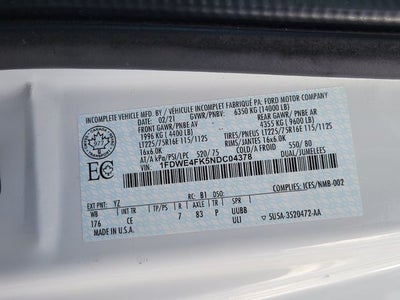 INCOMPLETE VEHICLE MFD. BY / VÉHICULE INCOMPLET FABRIQUÉ PA: FORD MOTOR COMPANY
DATE: 02/21 GVWR/PNBV: 6350 KG (14000 LB)
FRONT GAWR/PNBE AV REAR GAWR/PNBE AR
1996 KG (4400 LB) 4355 KG (9600 LB)
LT225/75R16E 115/112S TIRES/PNEUS LT225/75R16E 115/112S
16x6.0K RIMS/JANTES 16x6.0K
AT/A kPa/PSI/LPC 520 / 75 COLD/A FROID 550/ 80
VIN: 1FDWE4FK5NDC04378 DUAL/JUMELEES
EC
COMPLIES: ICES/NMB-002
RC: B1 DSO:
EXT PNT: YZ
WB TR TP/PS R AXLE SPR
176 CE 7 83 P UUBB
MADE IN U.S.A. ULI 5U5A-3520472-AA